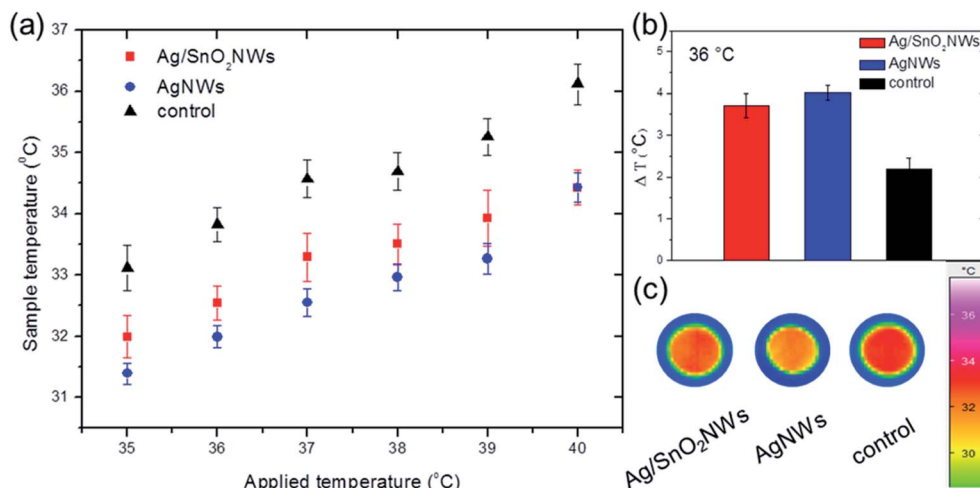 (a)
37
36
35
34
33
32
31
Sample temperature (⁰C)
Ag/SnO₂NWs
AgNWs
control
35 36 37 38 39 40
Applied temperature (°C)
(b)
36 °C
Ag/SnO₂NWs
AgNWs
control
5
4
3
2
1
0
Δ T (°C)
(c)
°C
36
34
32
30
Ag/SnO₂NWs
AgNWs
control